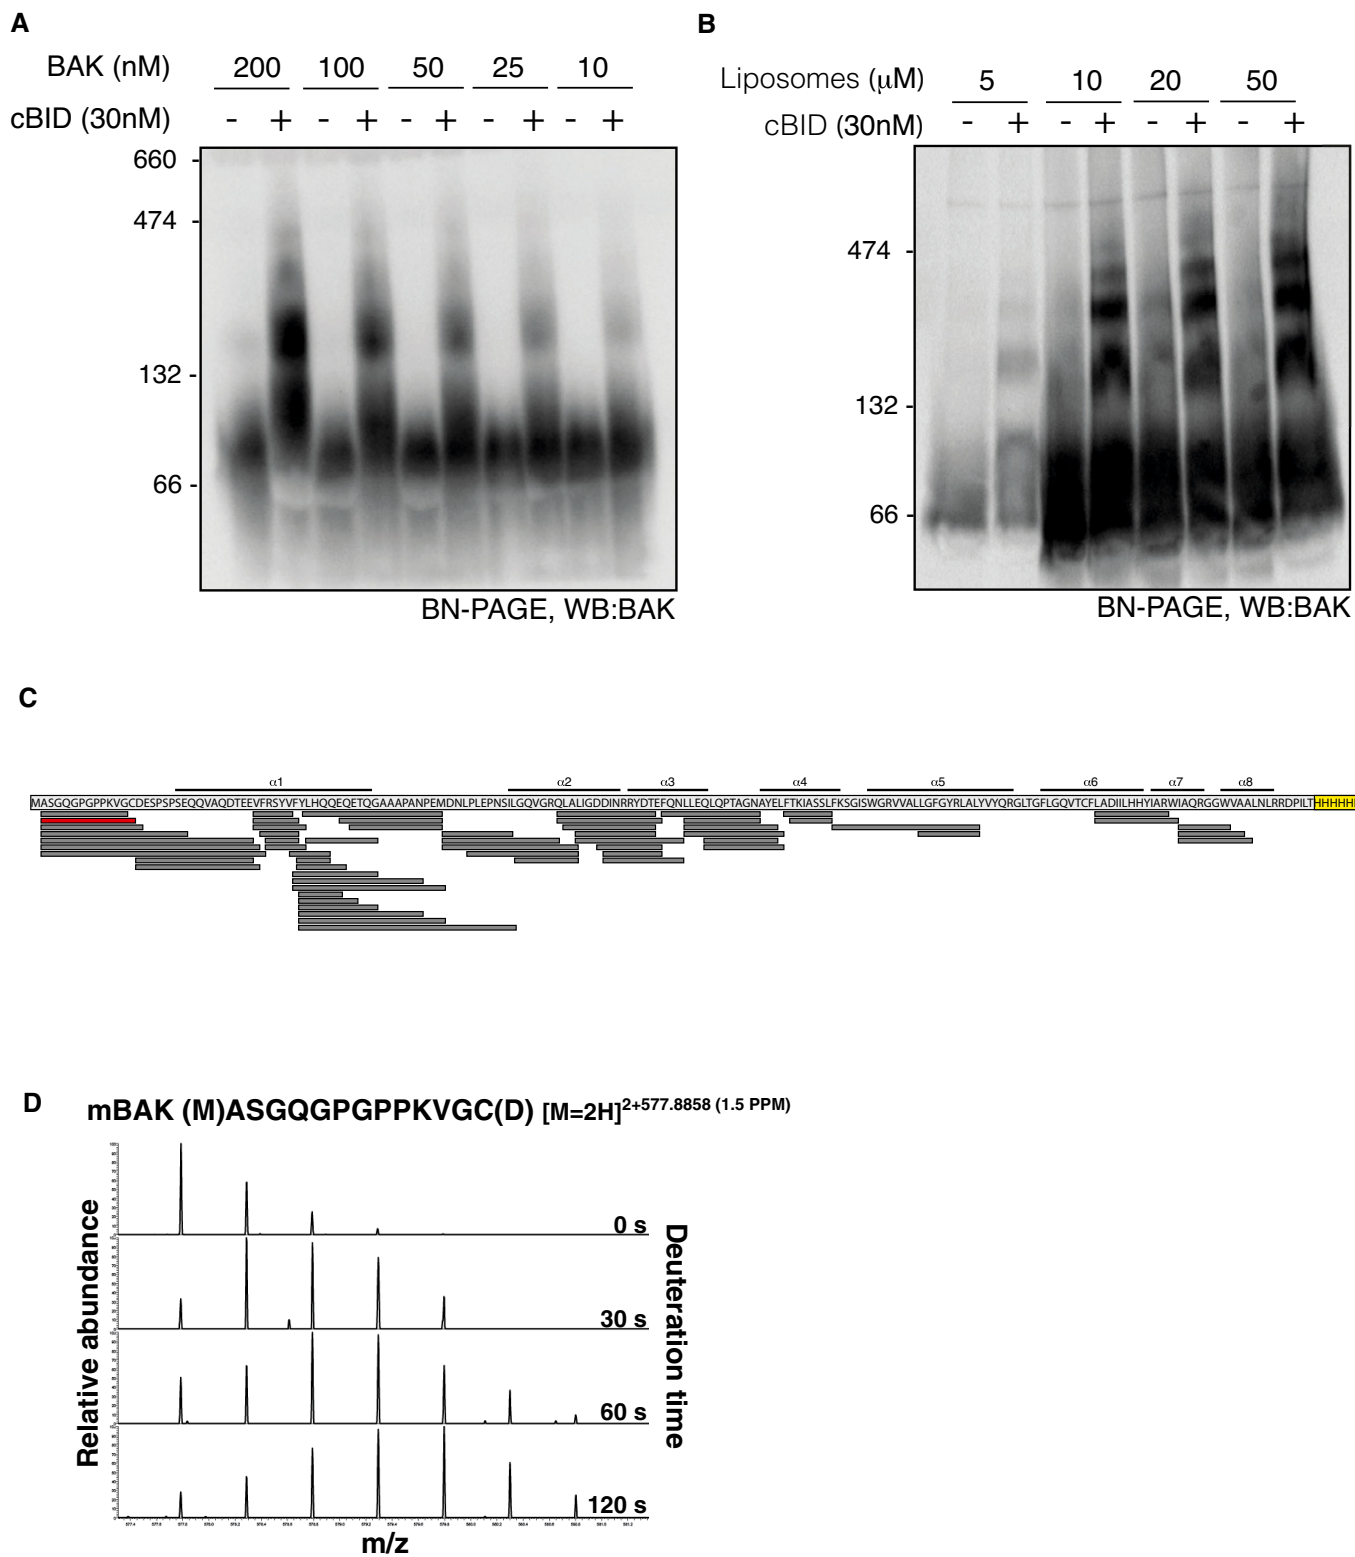 A
BAK (nM) 200 100 50 25 10
cBID (30nM) - + - + - + - + - +
660 -
474 -
132 -
66 -
BN-PAGE, WB:BAK
B
Liposomes (μM) 5 10 20 50
cBID (30nM) - + - + - + - +
474 -
132 -
66 -
BN-PAGE, WB:BAK
C
α1 α2 α3 α4 α5 α6 α7 α8
MASGQGPGPPKVGCDESPSPSEQQVAQDTEEVFRSYVFYLHQQEQETQGAAAPANPEMDNLPLEPNSILGQVGRQLALIGDDINRRYDTEFQNLLEQLQPTAGNAYELFTKIASSLFKSGISWGRVVALLGFGYRLALYVYQRGLTGFLGQVTCFLADIILHHYIARWIAQRGGWVAALNLRRDPILTHHHHHH
D
mBAK (M)ASGQGPGPPKVGC(D) [M=2H]2+577.8858 (1.5 PPM)
Relative abundance
Deuteration time
0 s
30 s
60 s
120 s
m/z